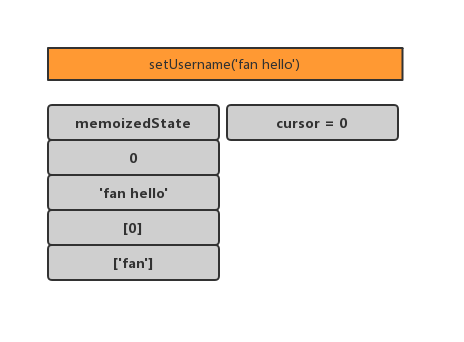 setUsername('fan hello')
memoizedState
cursor = 0
0
'fan hello'
[0]
['fan']